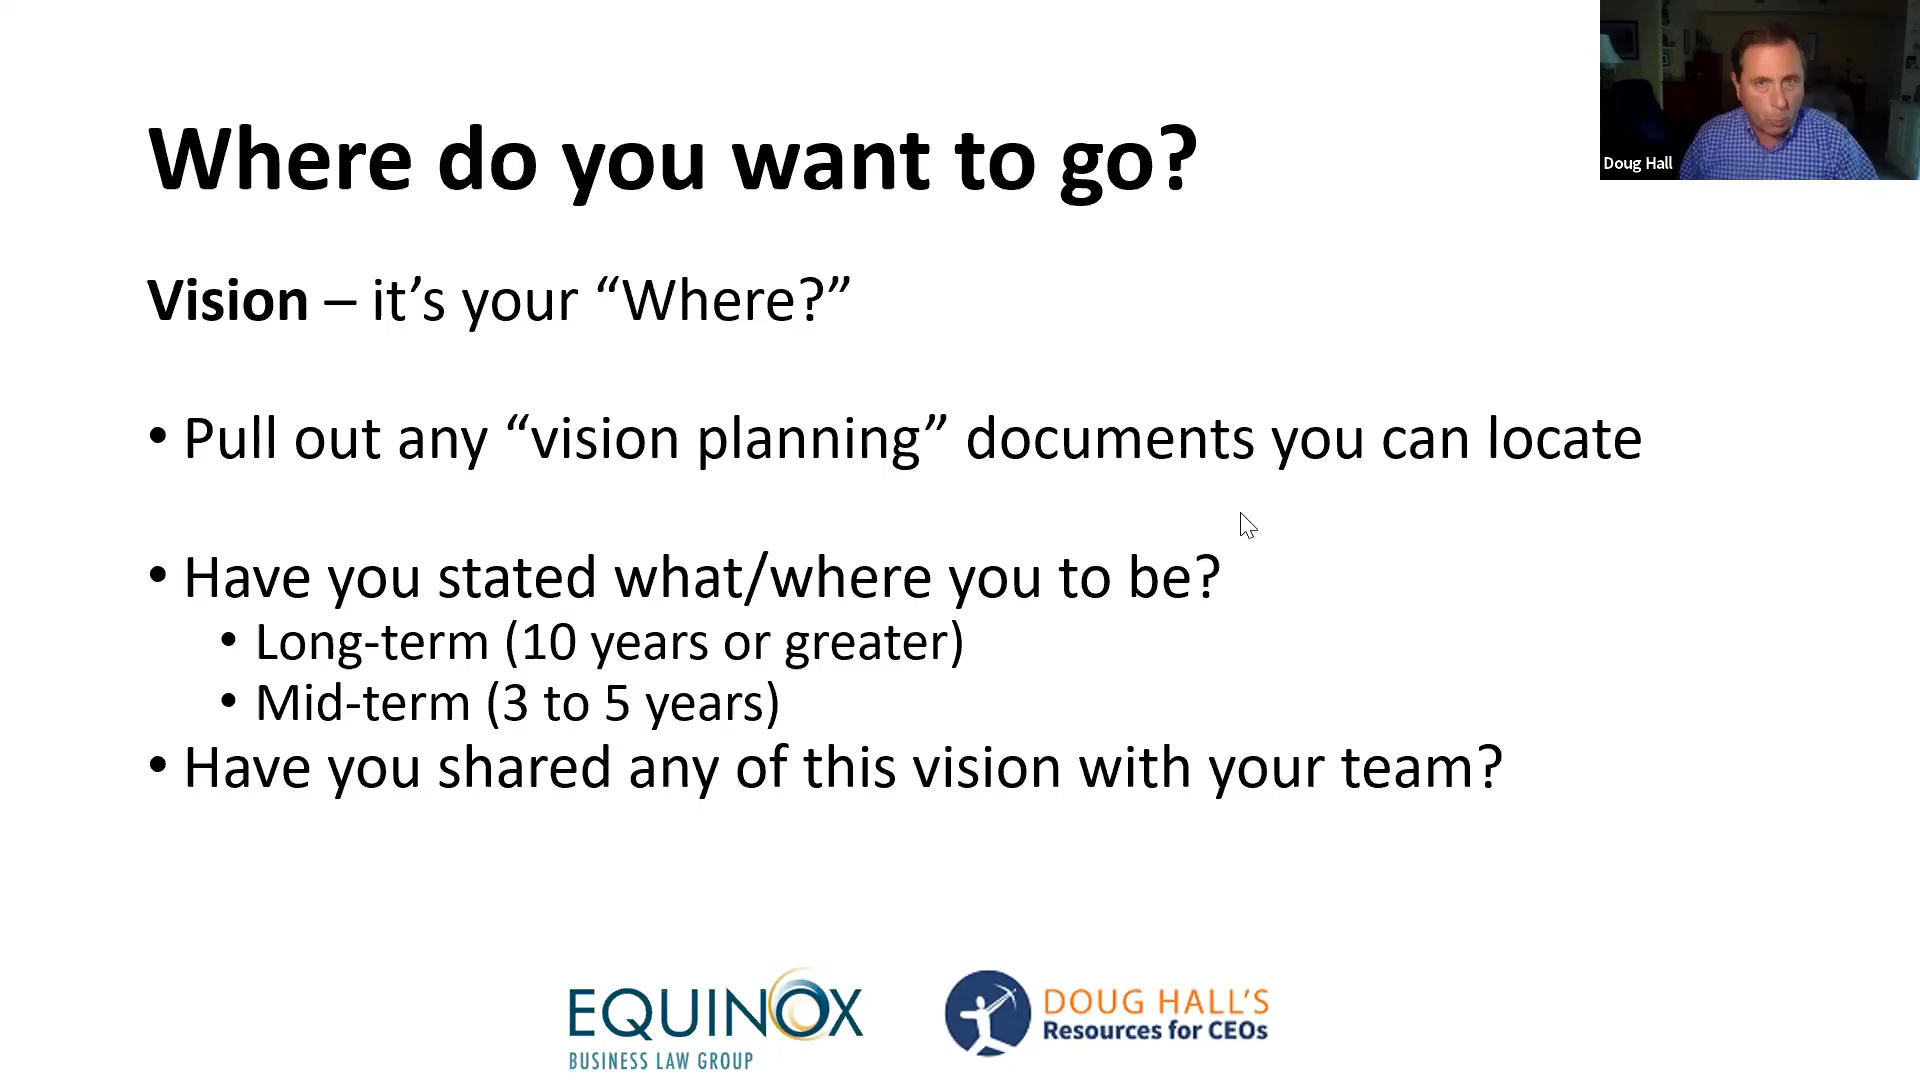 Where do you want to go?
Doug Hall
Vision – it’s your “Where?”
• Pull out any “vision planning” documents you can locate
• Have you stated what/where you to be?
• Long-term (10 years or greater)
• Mid-term (3 to 5 years)
• Have you shared any of this vision with your team?
EQUINOX
BUSINESS LAW GROUP
DOUG HALL’S
Resources for CEOs